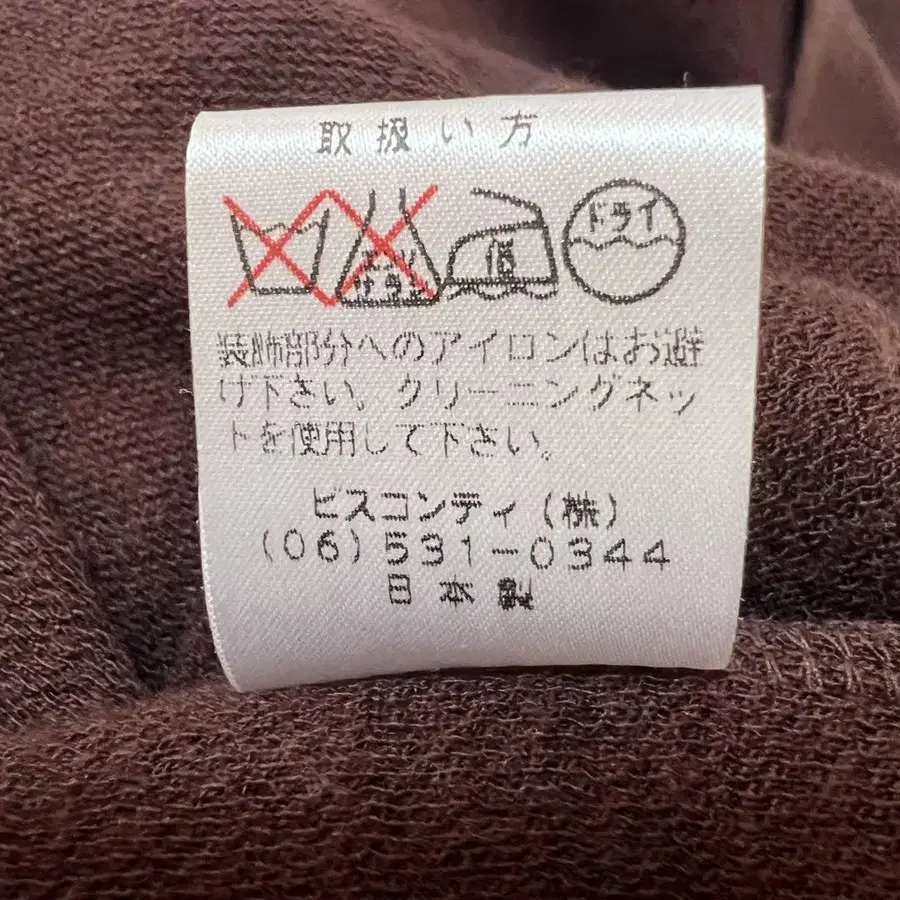 取扱い方
低 ドライ
装飾部分へのアイロンはお避
け下さい。クリーニングネッ
トを使用して下さい。
ビスコンティ(株)
(06)531-0344
日本製